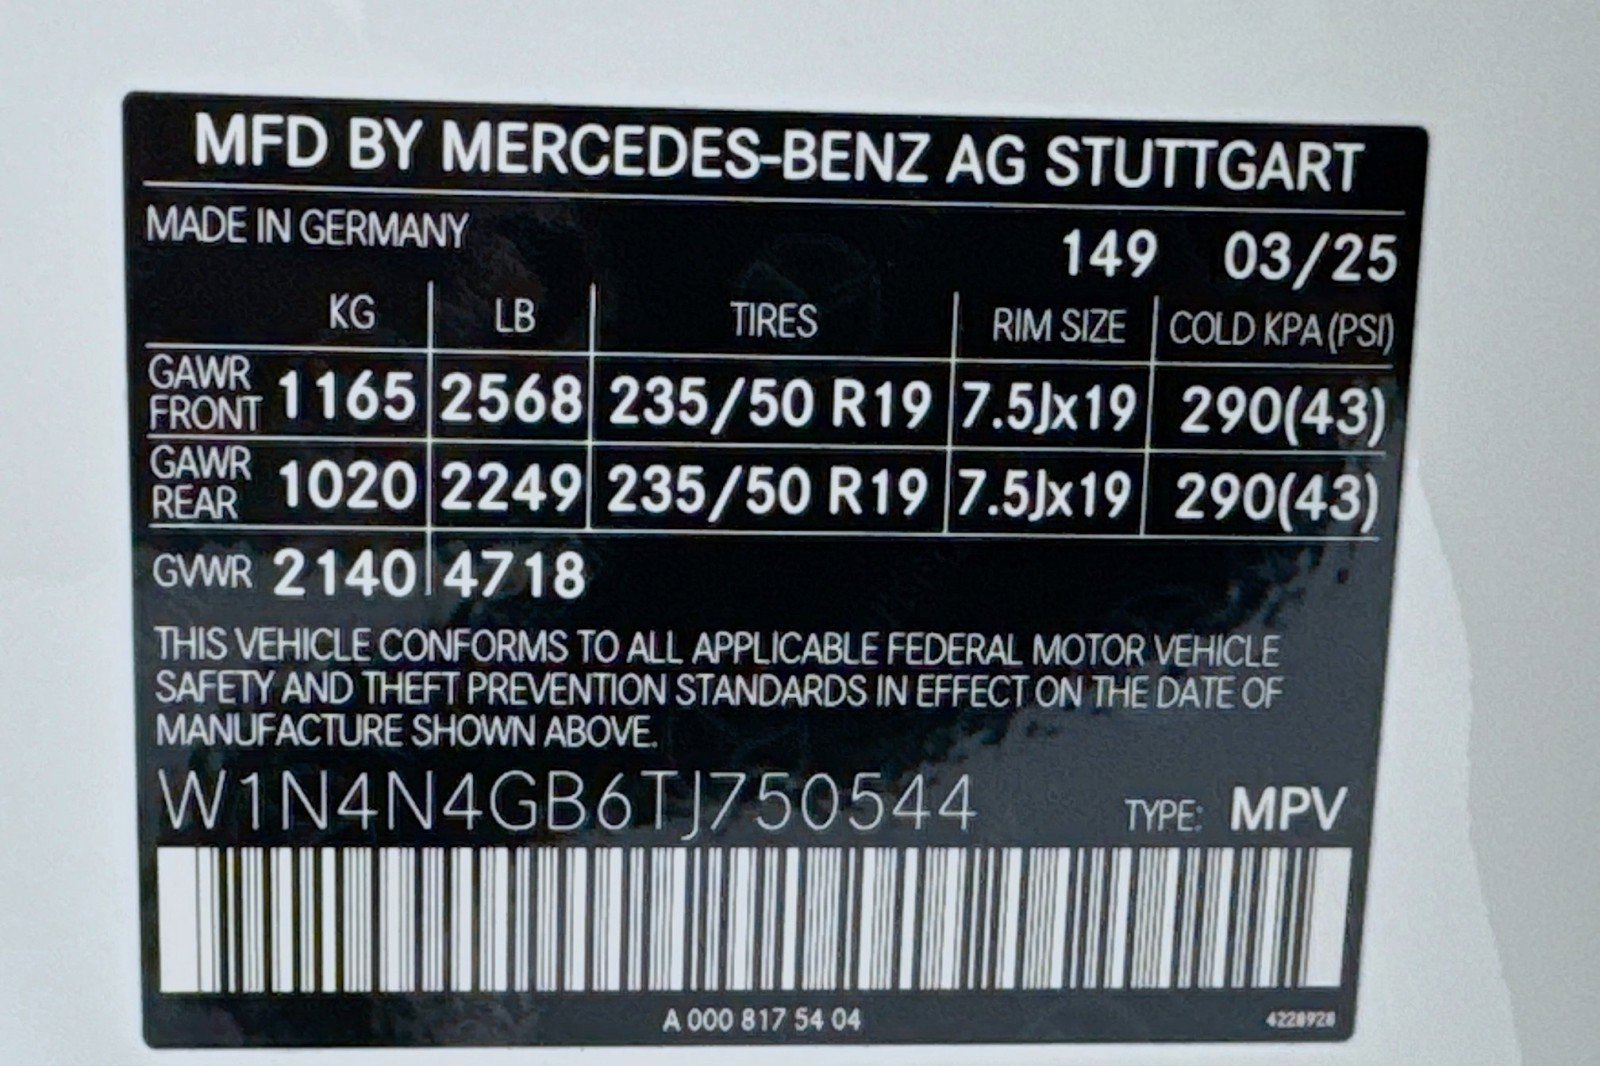 MFD BY MERCEDES-BENZ AG STUTTGART
MADE IN GERMANY 149 03/25
KG LB TIRES RIM SIZE COLD KPA (PSI)
GAWR FRONT 1165 2568 235/50 R19 7.5Jx19 290(43)
GAWR REAR 1020 2249 235/50 R19 7.5Jx19 290(43)
GVWR 2140 4718
THIS VEHICLE CONFORMS TO ALL APPLICABLE FEDERAL MOTOR VEHICLE
SAFETY AND THEFT PREVENTION STANDARDS IN EFFECT ON THE DATE OF
MANUFACTURE SHOWN ABOVE.
W1N4N4GB6TJ750544 TYPE: MPV
A 000 817 54 04 4228928